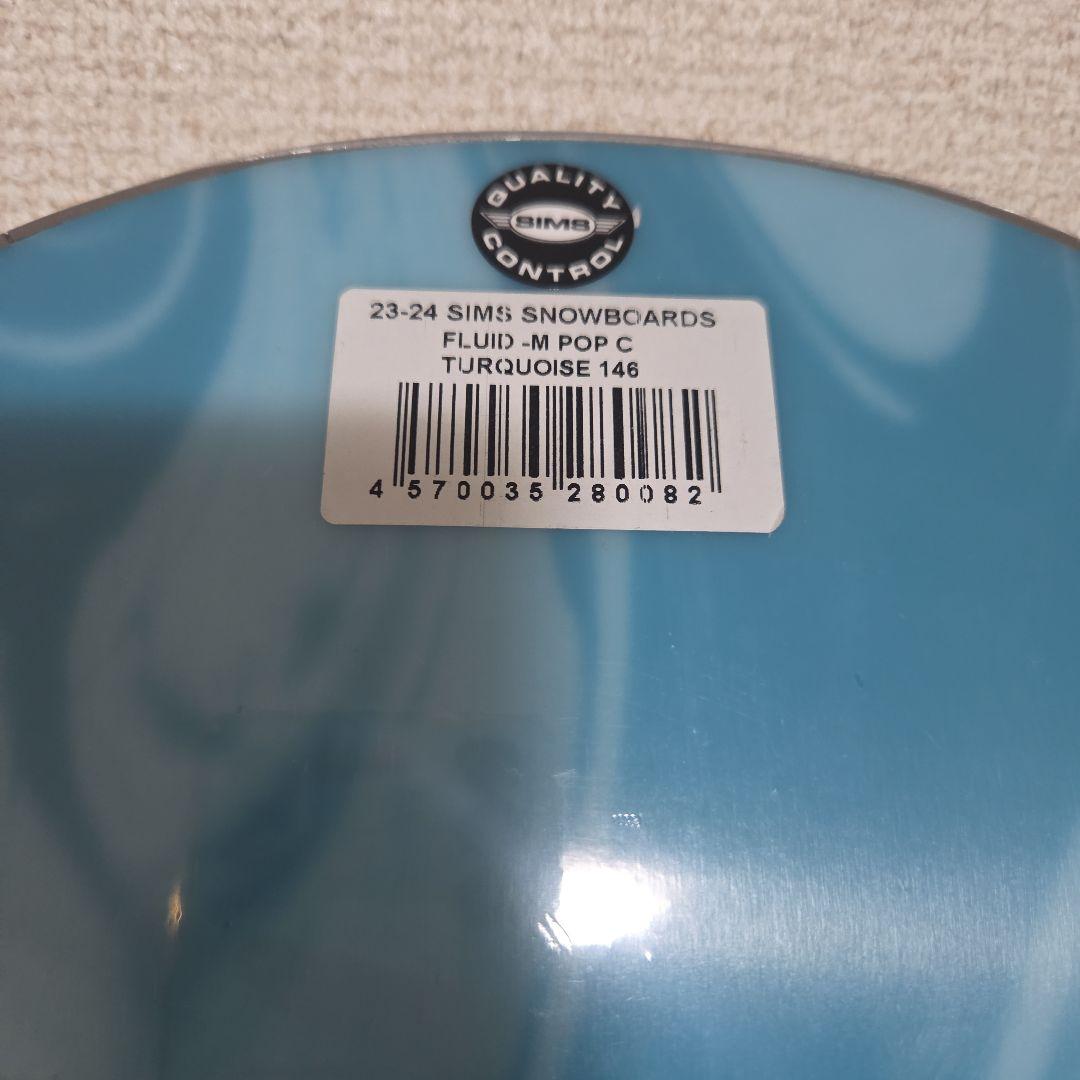 QUALITY
SIMS
CONTROL
23-24 SIMS SNOWBOARDS
FLUID -M POP C
TURQUOISE 146
4 570035 280082